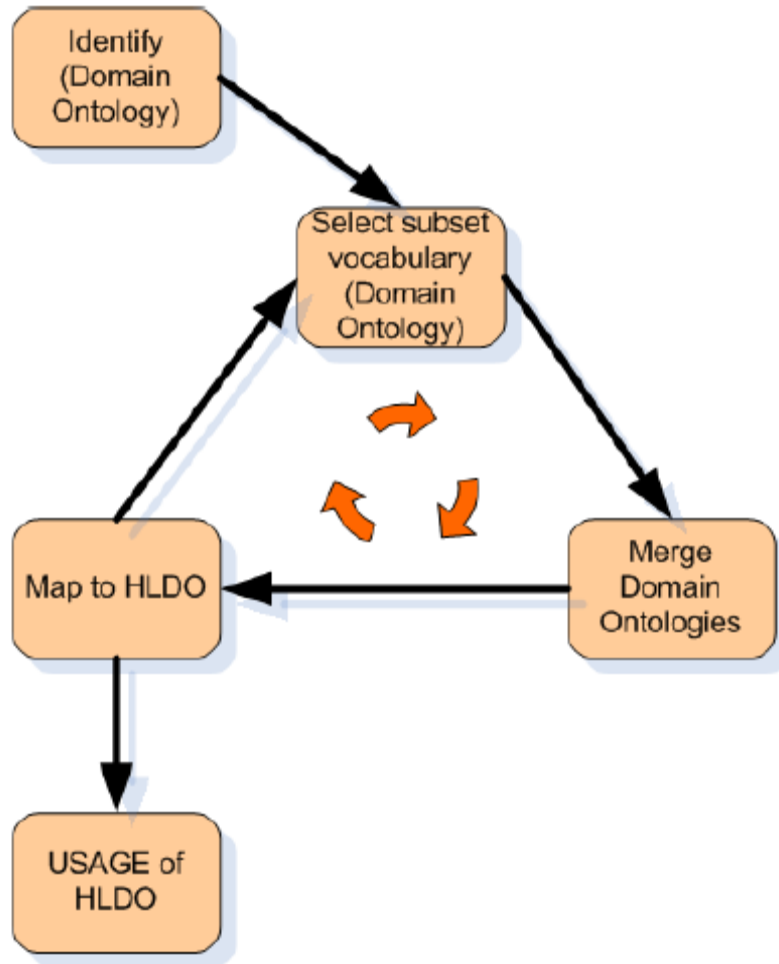 Identify
(Domain
Ontology)
Select subset
vocabulary
(Domain
Ontology)
Map to HLDO
Merge
Domain
Ontologies
USAGE of
HLDO